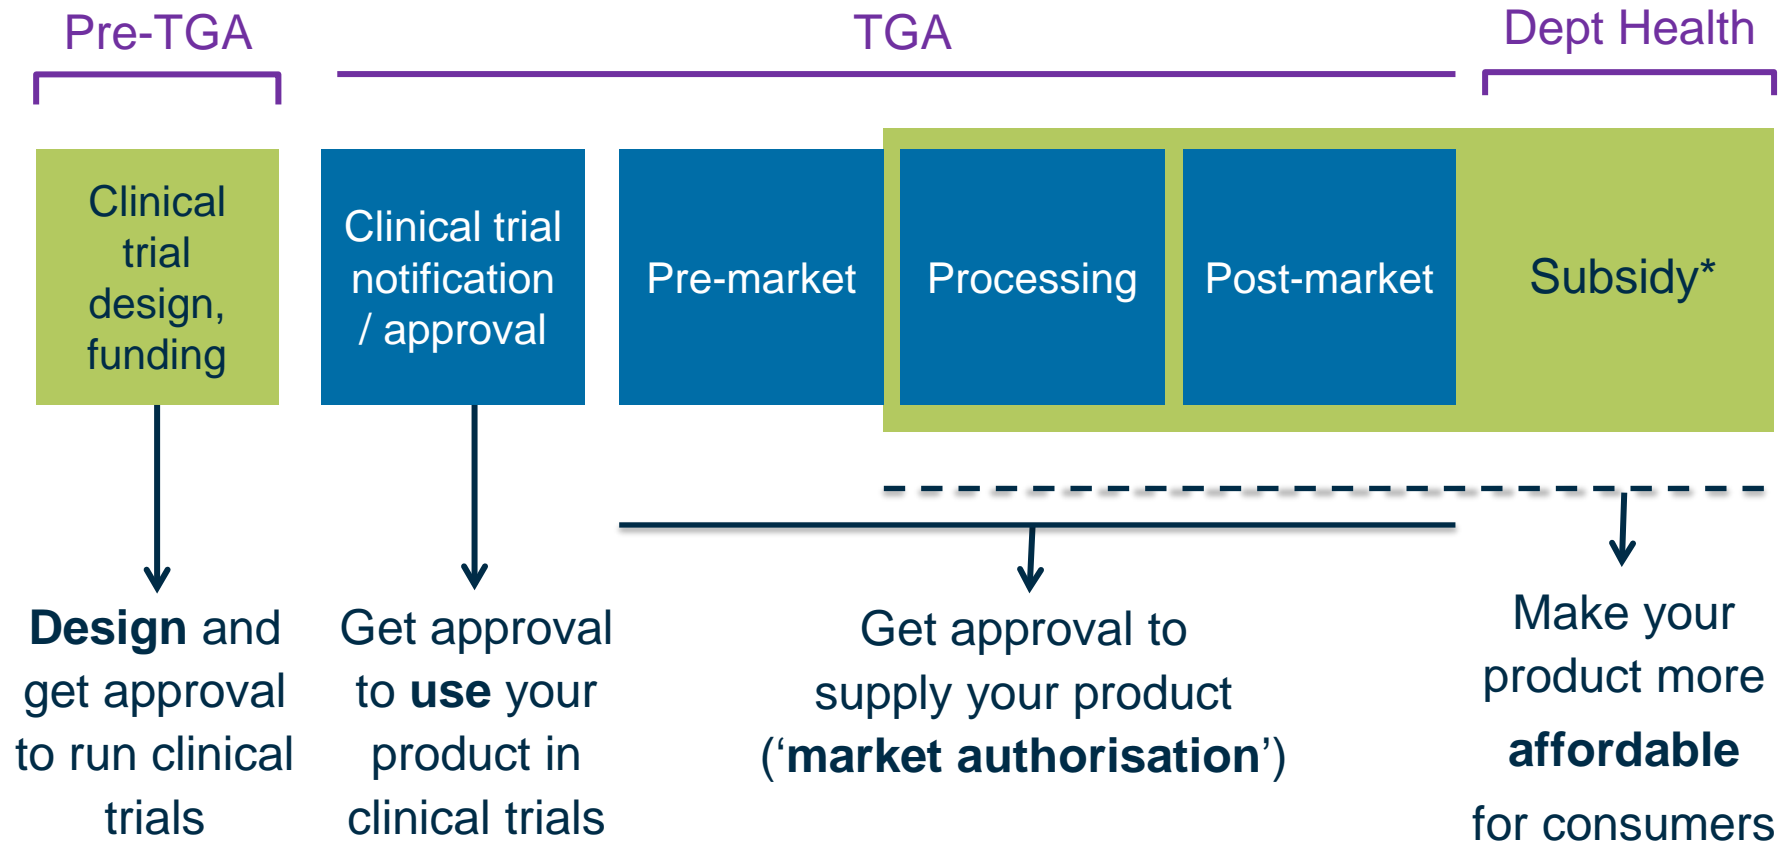 Pre-TGA
TGA
Dept Health
Clinical
trial
design,
funding
Clinical trial
notification
/ approval
Pre-market
Processing
Post-market
Subsidy*
Design and
get approval
to run clinical
trials
Get approval
to use your
product in
clinical trials
Get approval to
supply your product
(‘market authorisation’)
Make your
product more
affordable
for consumers